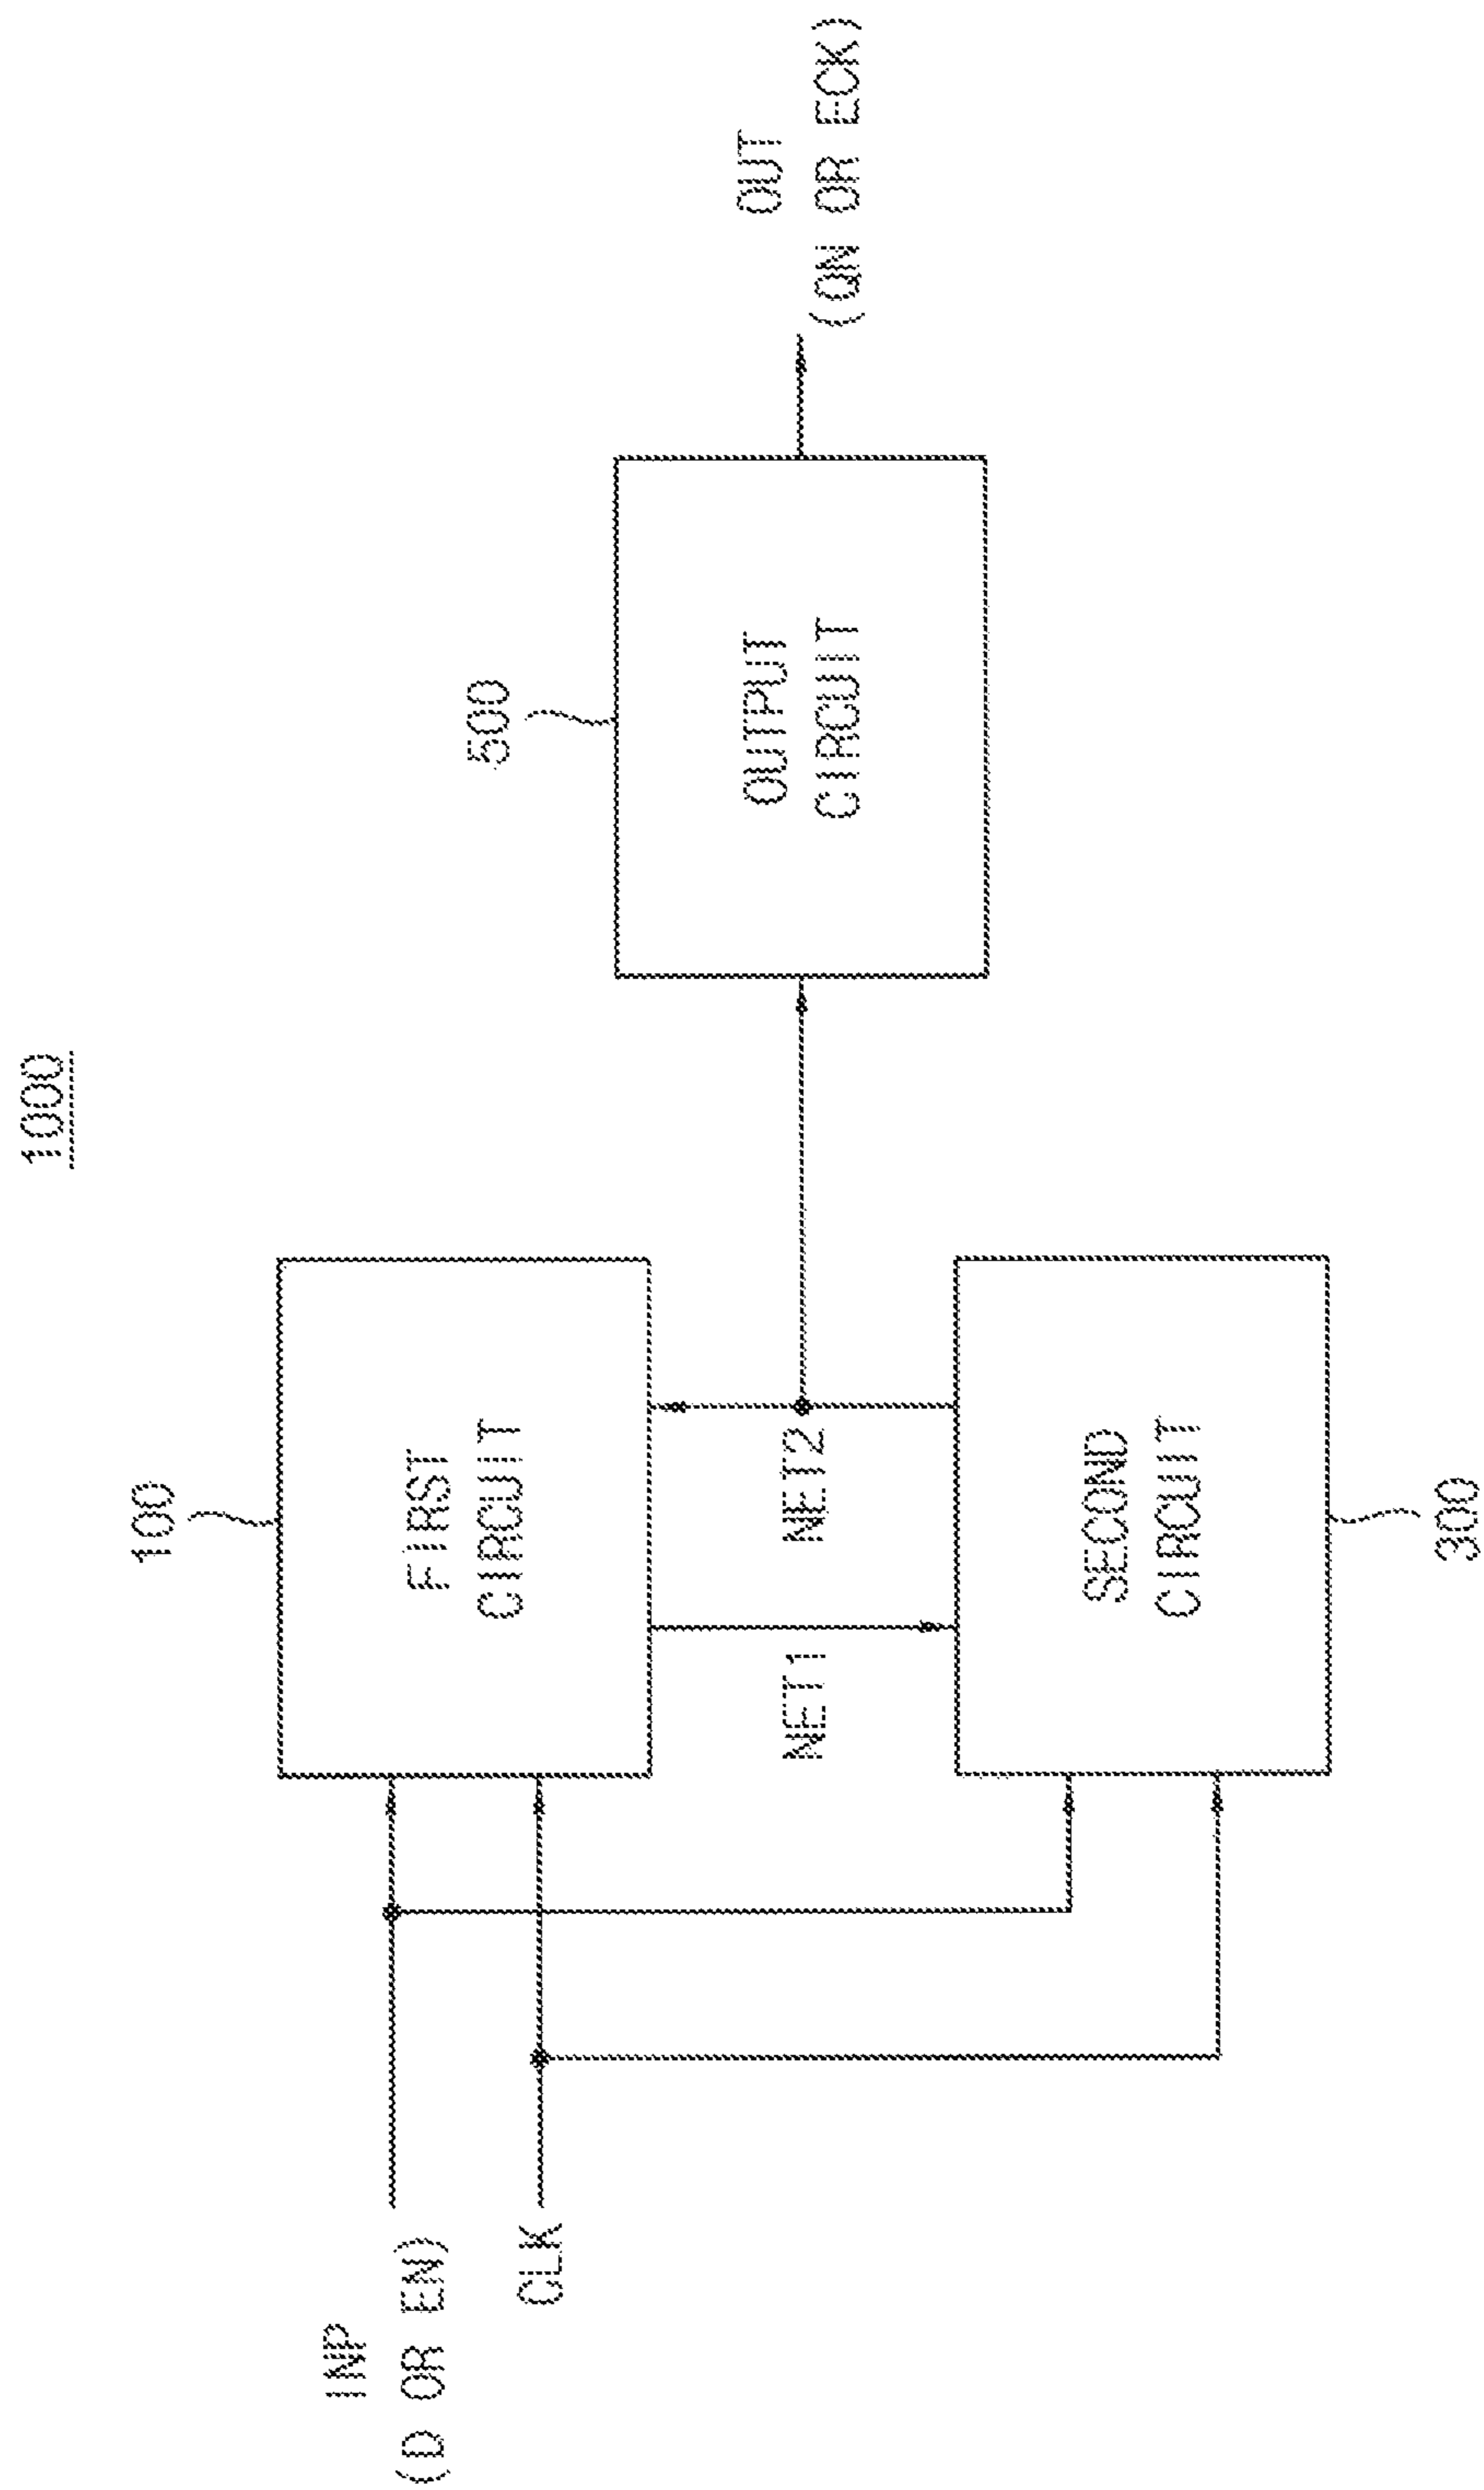 1000
100
FIRST
CIRCUIT
INP
(D OR EN)
CLK
NET1
NET2
500
OUTPUT
CIRCUIT
OUT
(QN OR ECK)
SECOND
CIRCUIT
300